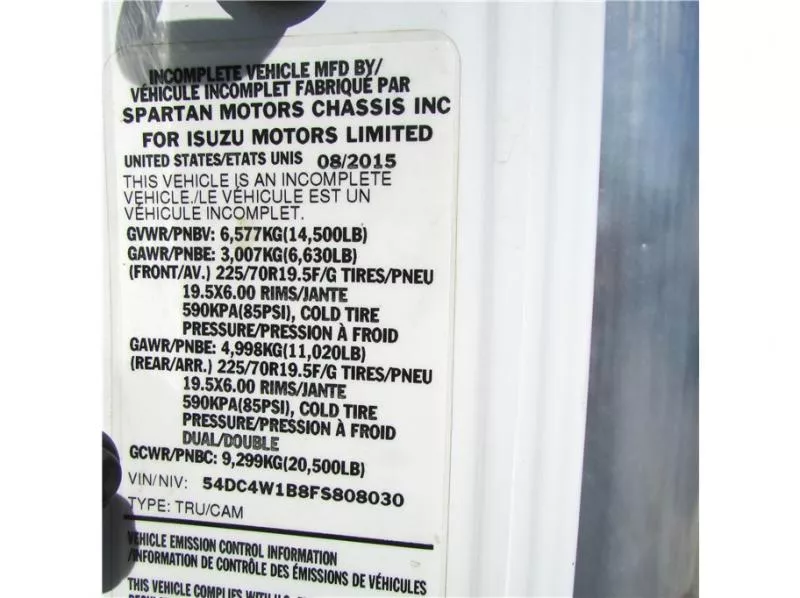 INCOMPLETE VEHICLE MFD BY/
VÉHICULE INCOMPLET FABRIQUÉ PAR
SPARTAN MOTORS CHASSIS INC
FOR ISUZU MOTORS LIMITED
UNITED STATES/ETATS UNIS 08/2015
THIS VEHICLE IS AN INCOMPLETE
VEHICLE./LE VÉHICULE EST UN
VÉHICULE INCOMPLET.
GVWR/PNBV: 6,577KG(14,500LB)
GAWR/PNBE: 3,007KG(6,630LB)
(FRONT/AV.) 225/70R19.5F/G TIRES/PNEU
19.5X6.00 RIMS/JANTE
590KPA(85PSI), COLD TIRE
PRESSURE/PRESSION À FROID
GAWR/PNBE: 4,998KG(11,020LB)
(REAR/ARR.) 225/70R19.5F/G TIRES/PNEU
19.5X6.00 RIMS/JANTE
590KPA(85PSI), COLD TIRE
PRESSURE/PRESSION À FROID
DUAL/DOUBLE
GCWR/PNBC: 9,299KG(20,500LB)
VIN/NIV: 54DC4W1B8FS808030
TYPE: TRU/CAM
VEHICLE EMISSION CONTROL INFORMATION
/INFORMATION DE CONTRÔLE DES ÉMISSIONS DE VÉHICULES
THIS VEHICLE COMPLIES WITH U.S.